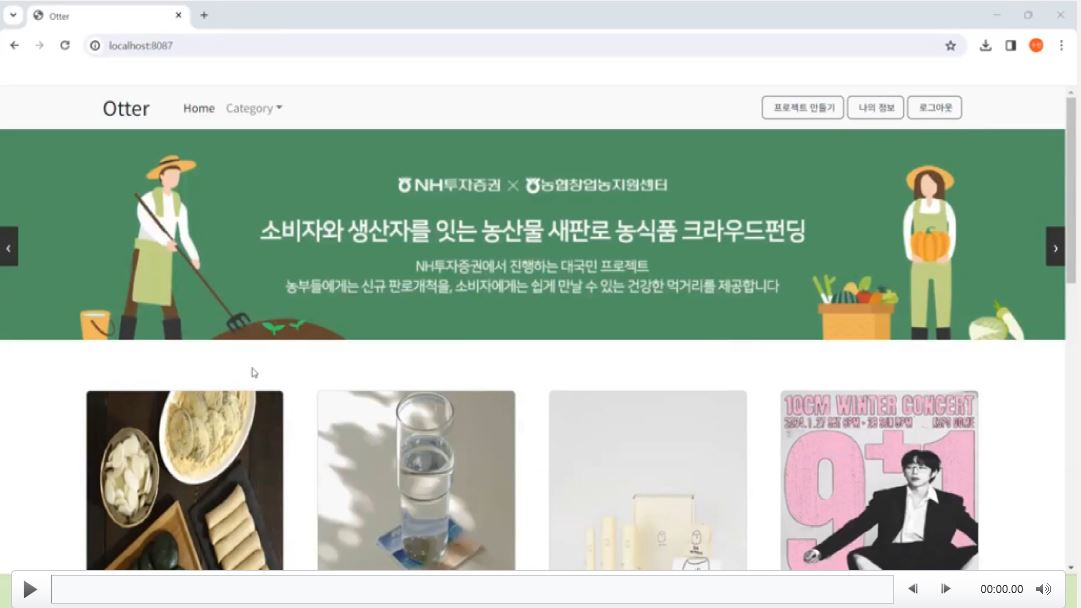 Otter
localhost:8087
Otter
Home
Category
프로젝트 만들기
나의 정보
로그아웃
NH투자증권 × 농협창업농지원센터
소비자와 생산자를 잇는 농산물 새판로 농식품 크라우드펀딩
NH투자증권에서 진행하는 대국민 프로젝트
농부들에게는 신규 판로개척을, 소비자에게는 쉽게 만날 수 있는 건강한 먹거리를 제공합니다
10CM WINTER CONCERT
9+1
00:00.00